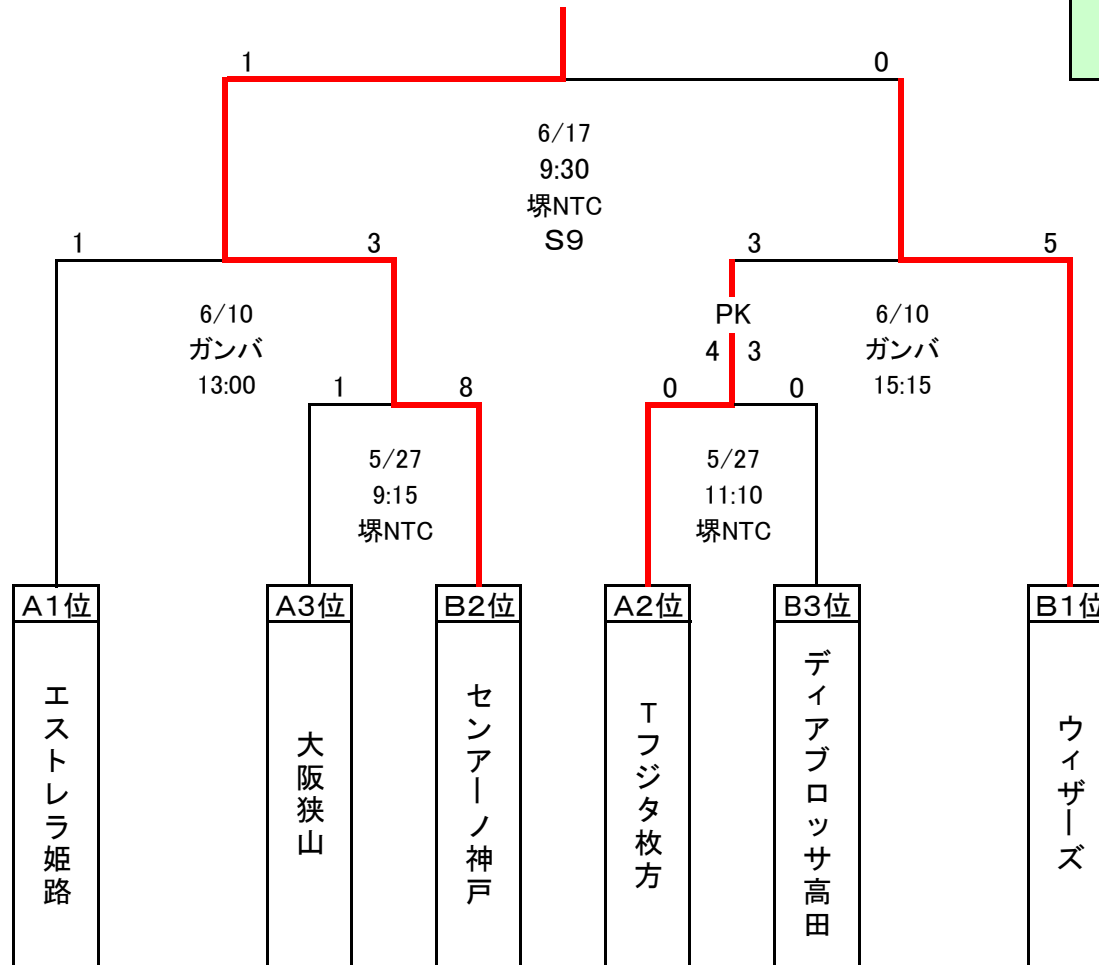 1
0
6/17
9:30
堺NTC
S9
1
3
3
5
6/10
ガンバ
13:00
PK
4 3
6/10
ガンバ
15:15
1
8
0
0
5/27
9:15
堺NTC
5/27
11:10
堺NTC
A1位
A3位
B2位
A2位
B3位
B1位
エストレラ姫路
大阪狭山
センアーノ神戸
Tフジタ枚方
ディアブロッサ高田
ウィザーズ